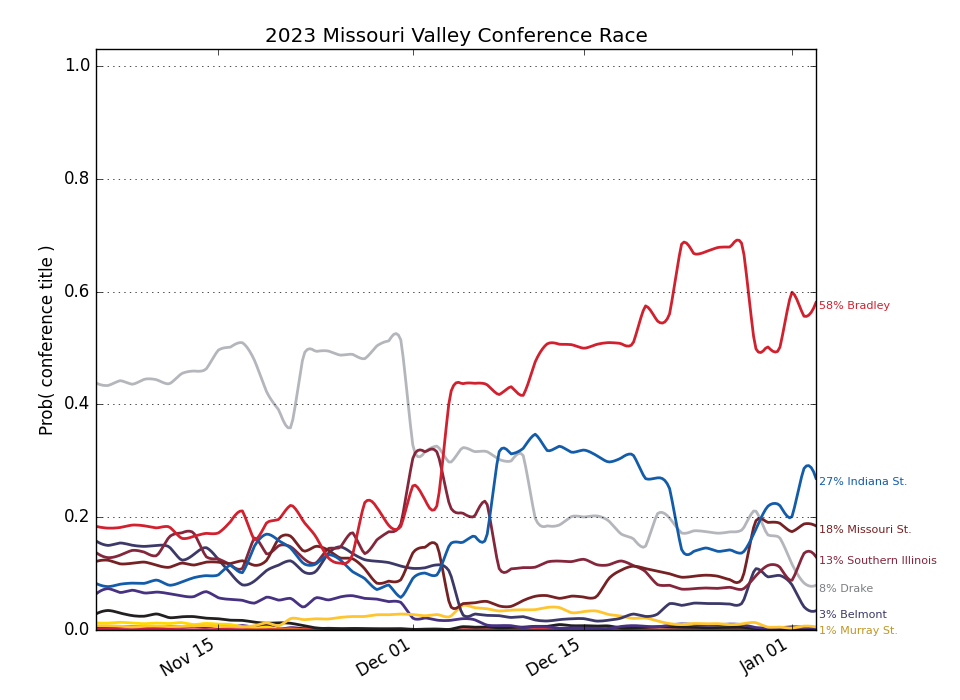 2023 Missouri Valley Conference Race
Prob( conference title )
1.0
0.8
0.6
0.4
0.2
0.0
Nov 15
Dec 01
Dec 15
Jan 01
58% Bradley
27% Indiana St.
18% Missouri St.
13% Southern Illinois
8% Drake
3% Belmont
1% Murray St.